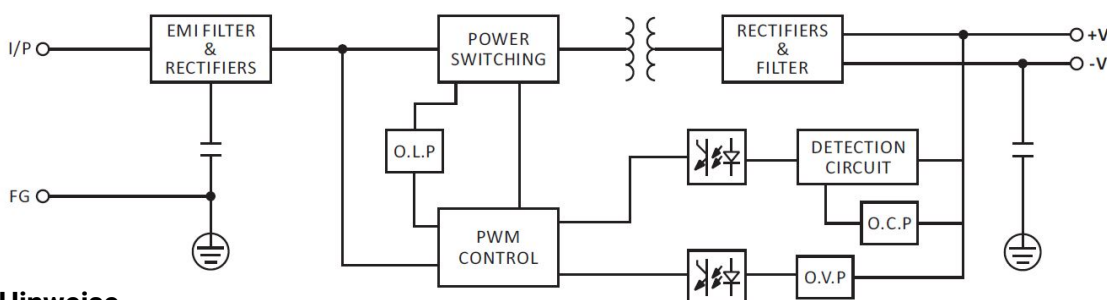 I/P
EMI FILTER
&
RECTIFIERS
POWER
SWITCHING
RECTIFIERS
&
FILTER
+V
-V
O.L.P
DETECTION
CIRCUIT
FG
PWM
CONTROL
O.C.P
O.V.P
Hinweise